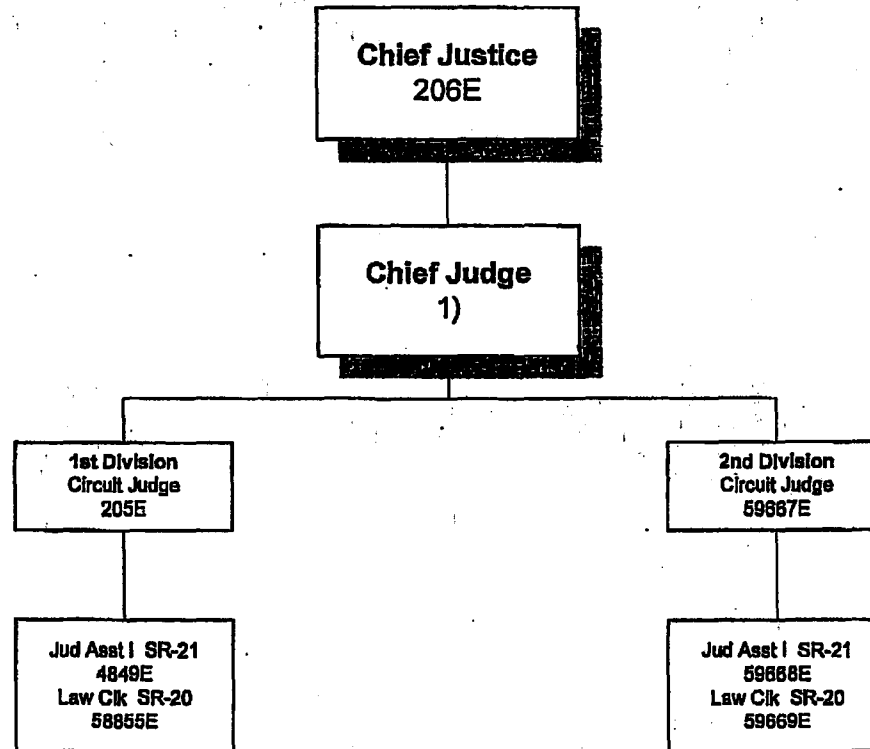 Chief Justice
206E
Chief Judge
1)
1st Division
Circuit Judge
205E
2nd Division
Circuit Judge
59667E
Jud Asst I SR-21
4849E
Law Clk SR-20
58855E
Jud Asst I SR-21
59668E
Law Clk SR-20
59669E